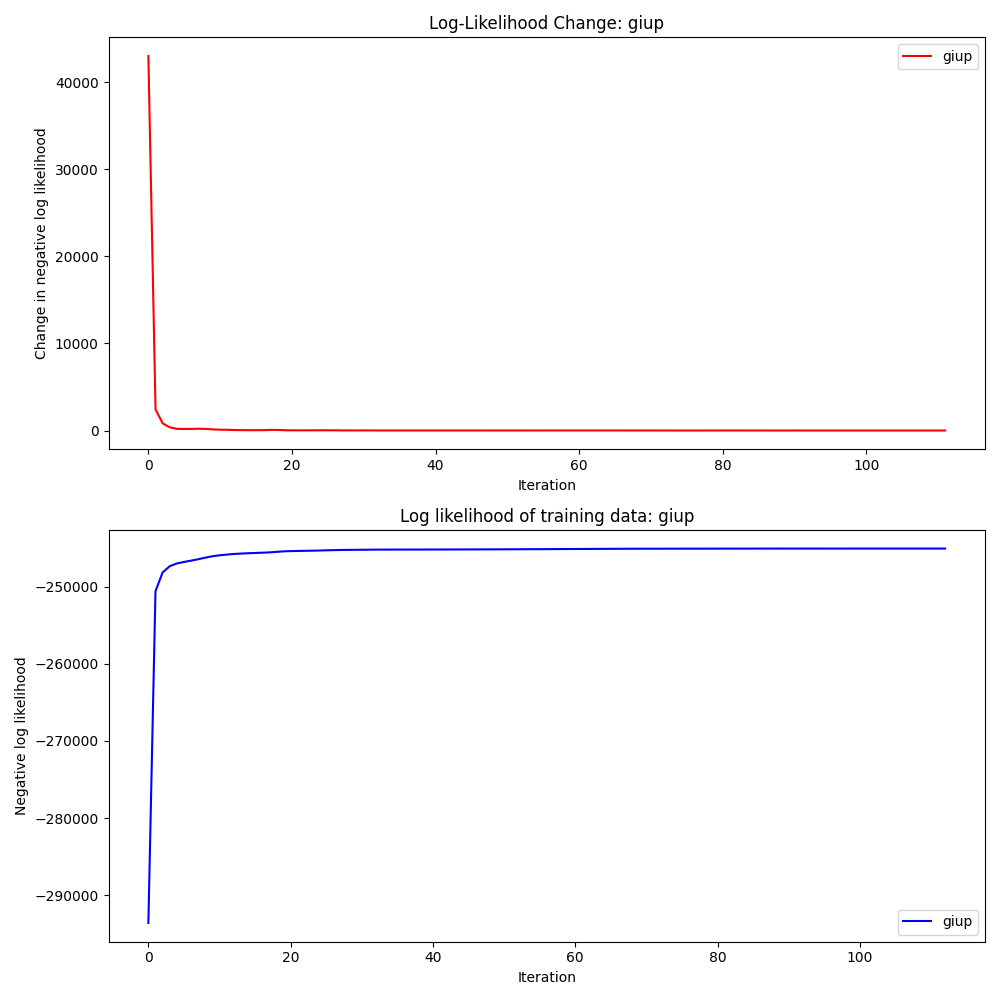 Log-Likelihood Change: giup
giup
40000
30000
20000
10000
0
Change in negative log likelihood
0 20 40 60 80 100
Iteration
Log likelihood of training data: giup
−250000
−260000
−270000
−280000
−290000
Negative log likelihood
giup
0 20 40 60 80 100
Iteration